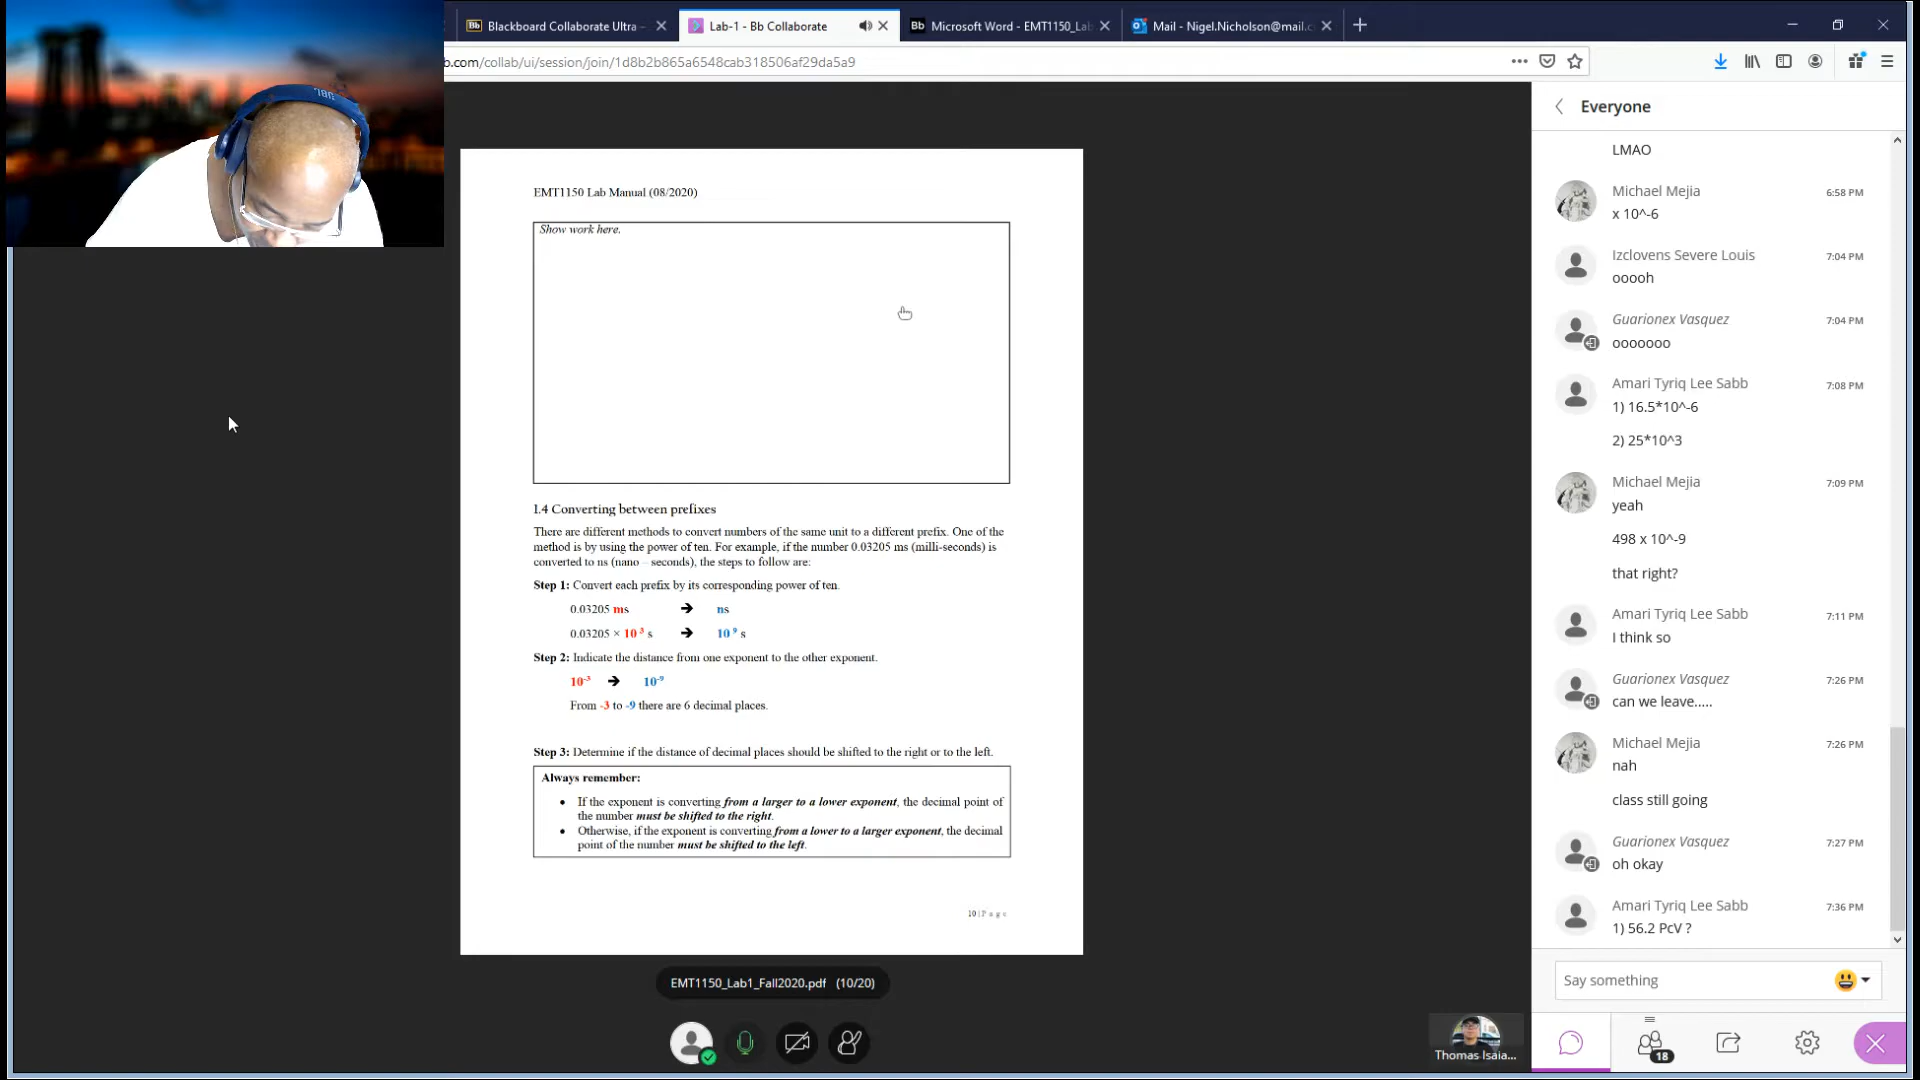 Blackboard Collaborate Ultra –
Lab-1 - Bb Collaborate
Bb Microsoft Word - EMT1150_Lab
Mail - Nigel.Nicholson@mail.c
b.com/collab/ui/session/join/1d8b2b865a6548cab318506af29da5a9
JBL
EMT1150 Lab Manual (08/2020)
Show work here.
1.4 Converting between prefixes
There are different methods to convert numbers of the same unit to a different prefix. One of the
method is by using the power of ten. For example, if the number 0.03205 ms (milli-seconds) is
converted to ns (nano – seconds), the steps to follow are:
Step 1: Convert each prefix by its corresponding power of ten.
0.03205 ms ➔ ns
0.03205 × 10 ³ s ➔ 10 ⁹ s
Step 2: Indicate the distance from one exponent to the other exponent.
10⁻³ ➔ 10⁻⁹
From -3 to -9 there are 6 decimal places.
Step 3: Determine if the distance of decimal places should be shifted to the right or to the left.
Always remember:
• If the exponent is converting from a larger to a lower exponent, the decimal point of
the number must be shifted to the right.
• Otherwise, if the exponent is converting from a lower to a larger exponent, the decimal
point of the number must be shifted to the left.
10 | P a g e
EMT1150_Lab1_Fall2020.pdf (10/20)
Thomas Isaia...
Everyone
LMAO
Michael Mejia 6:58 PM
x 10^-6
Izclovens Severe Louis 7:04 PM
ooooh
Guarionex Vasquez 7:04 PM
ooooooo
Amari Tyriq Lee Sabb 7:08 PM
1) 16.5*10^-6
2) 25*10^3
Michael Mejia 7:09 PM
yeah
498 x 10^-9
that right?
Amari Tyriq Lee Sabb 7:11 PM
I think so
Guarionex Vasquez 7:26 PM
can we leave.....
Michael Mejia 7:26 PM
nah
class still going
Guarionex Vasquez 7:27 PM
oh okay
Amari Tyriq Lee Sabb 7:36 PM
1) 56.2 PcV ?
Say something
18